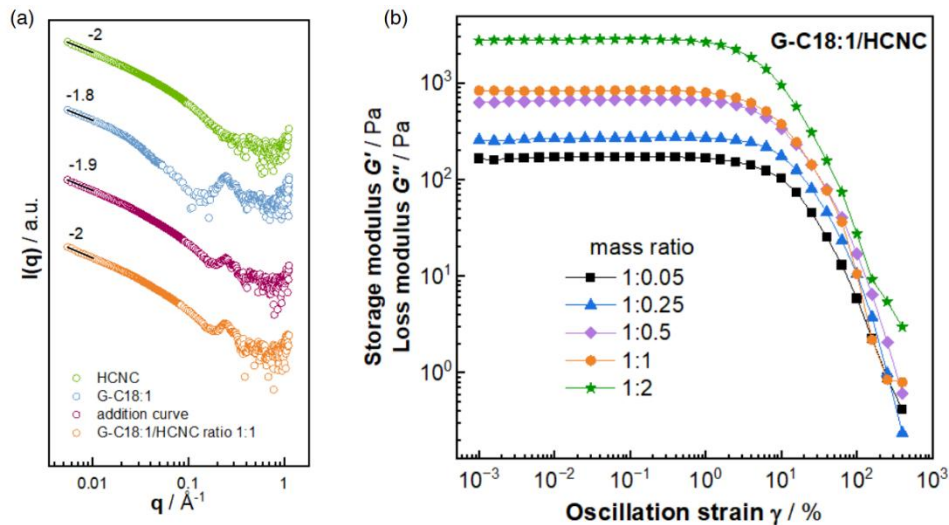 (a)
-2
-1.8
-1.9
-2
I(q) / a.u.
HCNC
G-C18:1
addition curve
G-C18:1/HCNC ratio 1:1
0.01 0.1 1
q / Å⁻¹
(b)
G-C18:1/HCNC
Storage modulus G' / Pa
Loss modulus G'' / Pa
10³
10²
10¹
10⁰
mass ratio
1:0.05
1:0.25
1:0.5
1:1
1:2
10⁻³ 10⁻² 10⁻¹ 10⁰ 10¹ 10² 10³
Oscillation strain γ / %